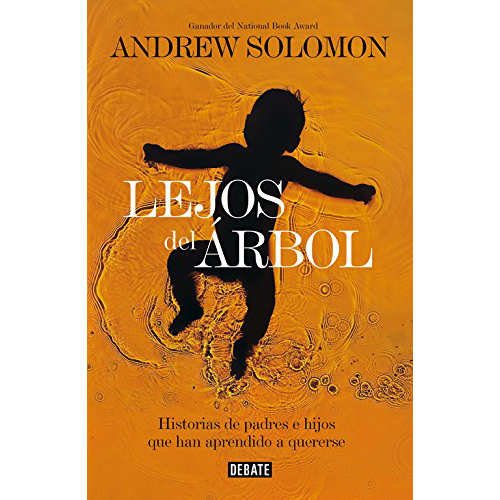 Ganador del National Book Award
ANDREW SOLOMON
LEJOS
del ÁRBOL
Historias de padres e hijos
que han aprendido a quererse
DEBATE